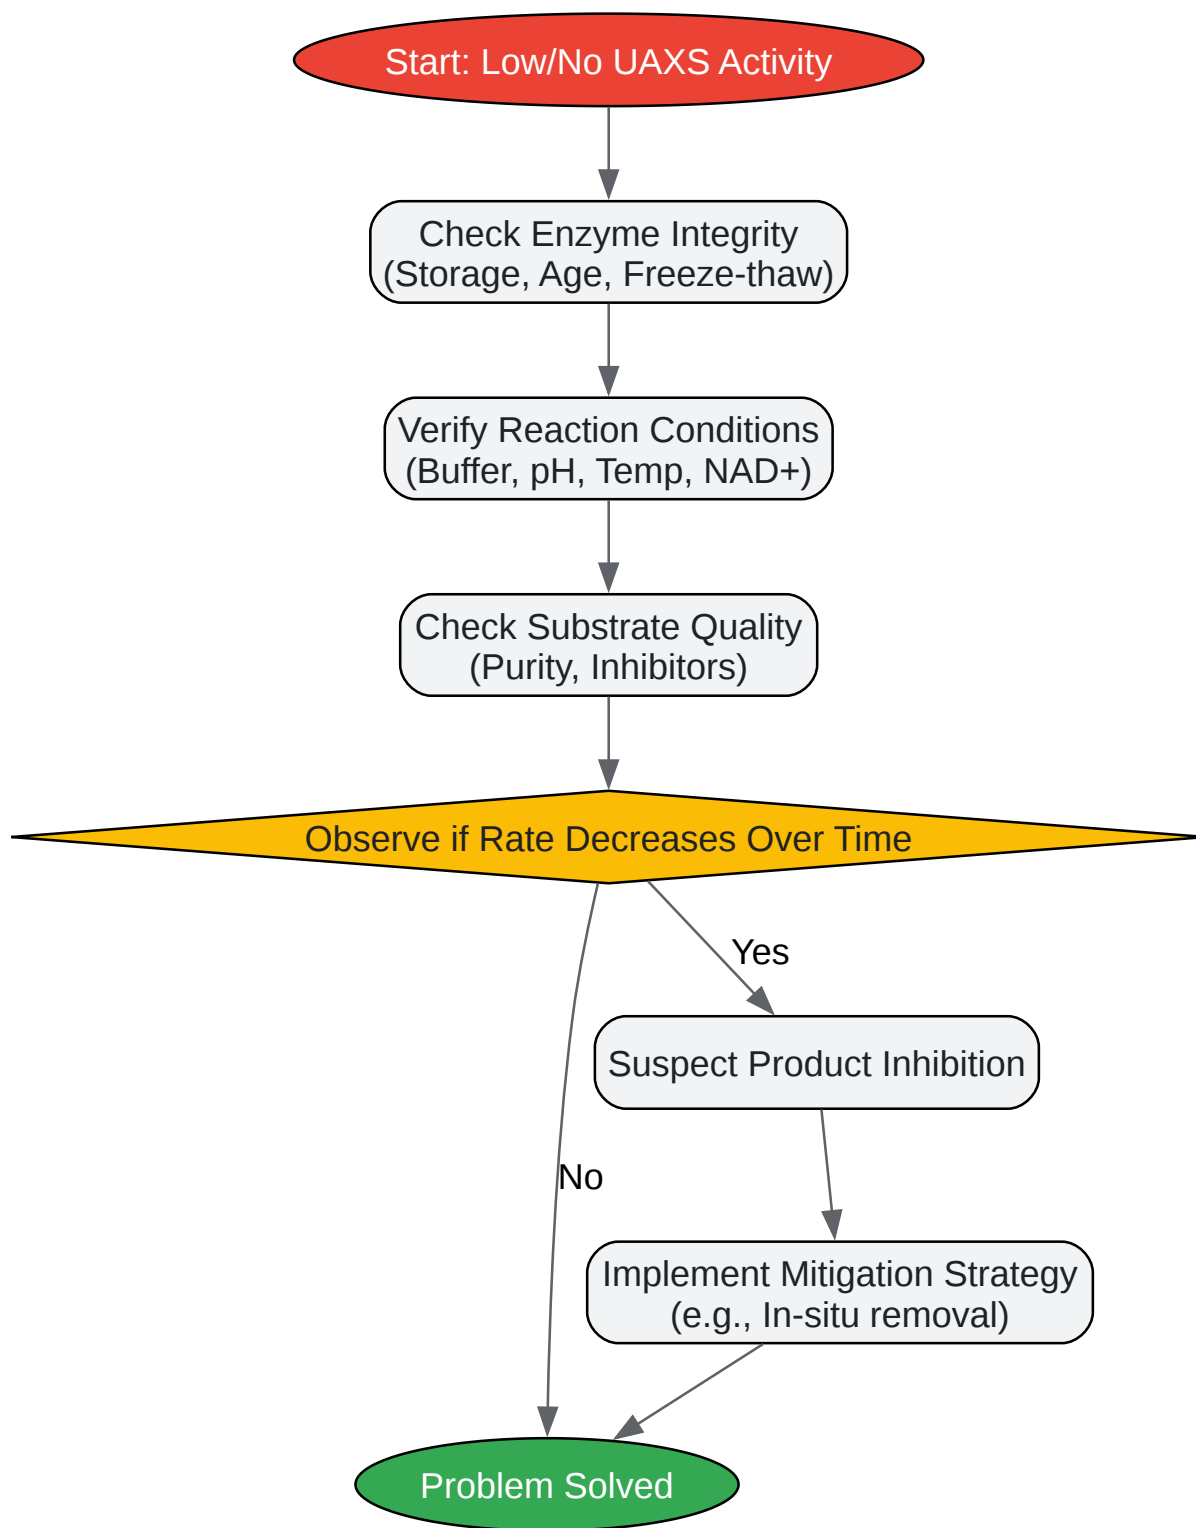 Start: Low/No UAXS Activity
Check Enzyme Integrity
(Storage, Age, Freeze-thaw)
Verify Reaction Conditions
(Buffer, pH, Temp, NAD+)
Check Substrate Quality
(Purity, Inhibitors)
Observe if Rate Decreases Over Time
Yes
Suspect Product Inhibition
No
Implement Mitigation Strategy
(e.g., In-situ removal)
Problem Solved